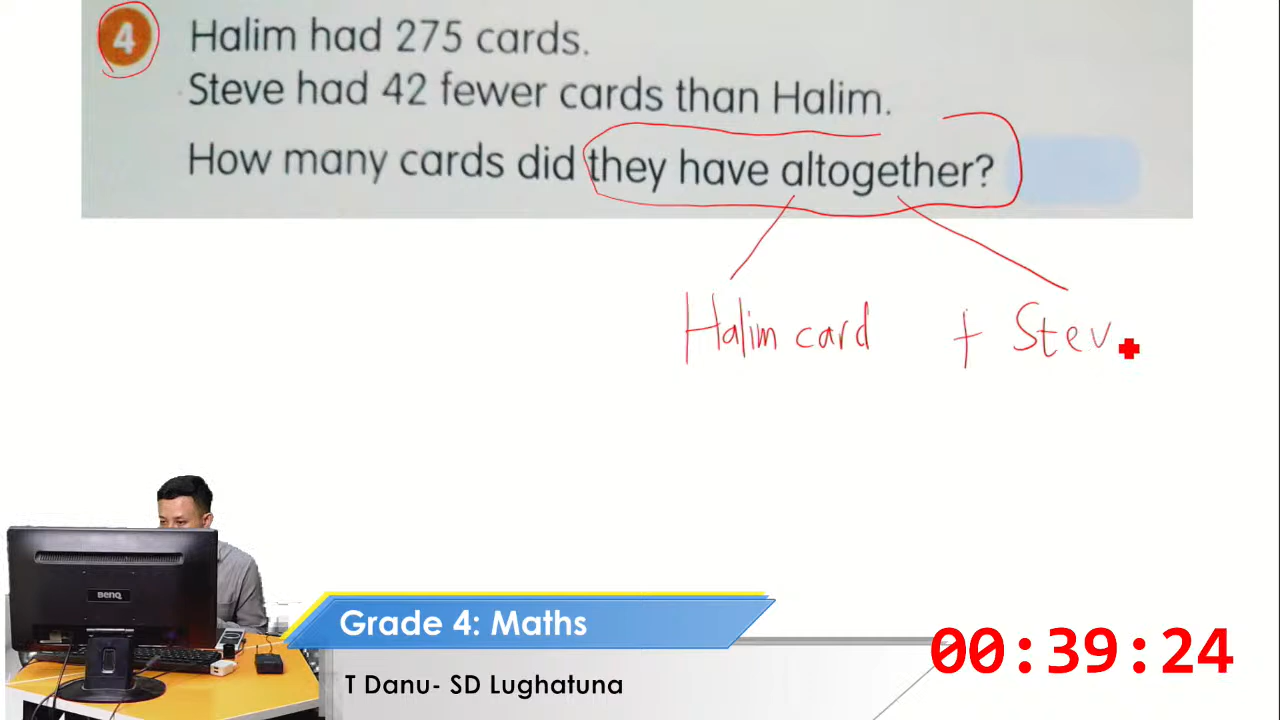 4 Halim had 275 cards.
Steve had 42 fewer cards than Halim.
How many cards did they have altogether?
Halim card + Stev
BenQ
Grade 4: Maths
T Danu- SD Lughatuna
00:39:24